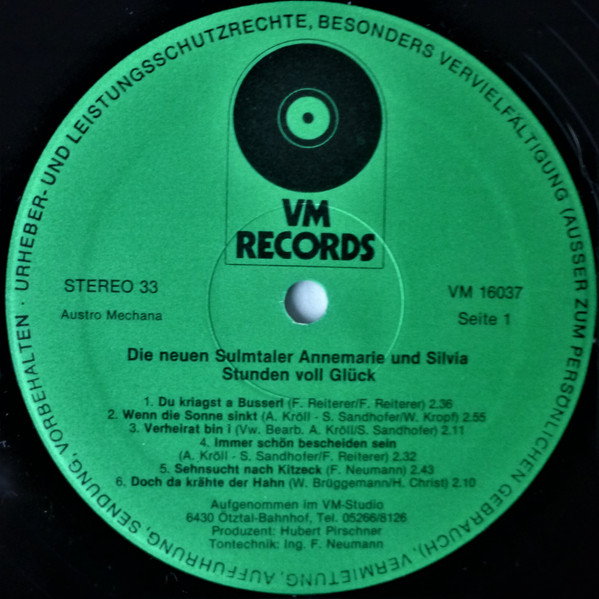 URHEBER- UND LEISTUNGSSCHUTZRECHTE, BESONDERS VERVIELFÄLTIGUNG (AUSSER ZUM PERSÖNLICHEN GEBRAUCH), VERMIETUNG, AUFFÜHRUNG, SENDUNG, VORBEHALTEN ·
VM
RECORDS
STEREO 33
VM 16037
Austro Mechana
Seite 1
Die neuen Sulmtaler Annemarie und Silvia
Stunden voll Glück
1. Du kriagst a Busserl (F. Reiterer/F. Reiterer) 2.36
2. Wenn die Sonne sinkt (A. Kröll - S. Sandhofer/W. Kropf) 2.55
3. Verheirat bin i (Vw. Bearb. A. Kröll/S. Sandhofer) 2.11
4. Immer schön bescheiden sein
(A. Kröll - S. Sandhofer/F. Reiterer) 2.32
5. Sehnsucht nach Kitzeck (F. Neumann) 2.43
6. Doch da krähte der Hahn (W. Brüggemann/H. Christ) 2.10
Aufgenommen im VM-Studio
6430 Ötztal-Bahnhof, Tel. 05266/8126
Produzent: Hubert Pirschner
Tontechnik: Ing. F. Neumann